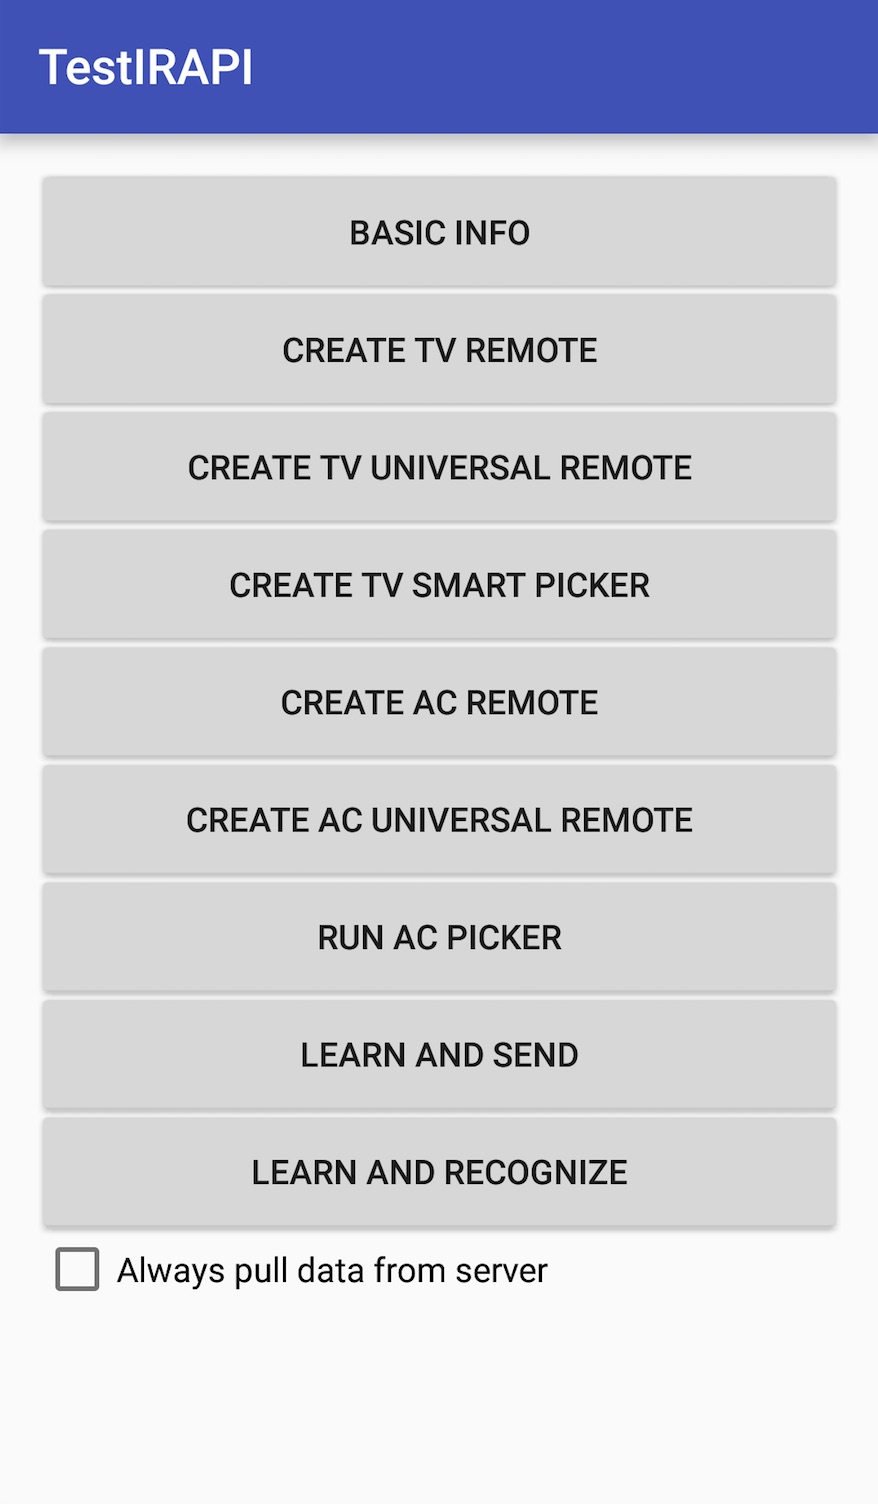 TestIRAPI
BASIC INFO
CREATE TV REMOTE
CREATE TV UNIVERSAL REMOTE
CREATE TV SMART PICKER
CREATE AC REMOTE
CREATE AC UNIVERSAL REMOTE
RUN AC PICKER
LEARN AND SEND
LEARN AND RECOGNIZE
Always pull data from server